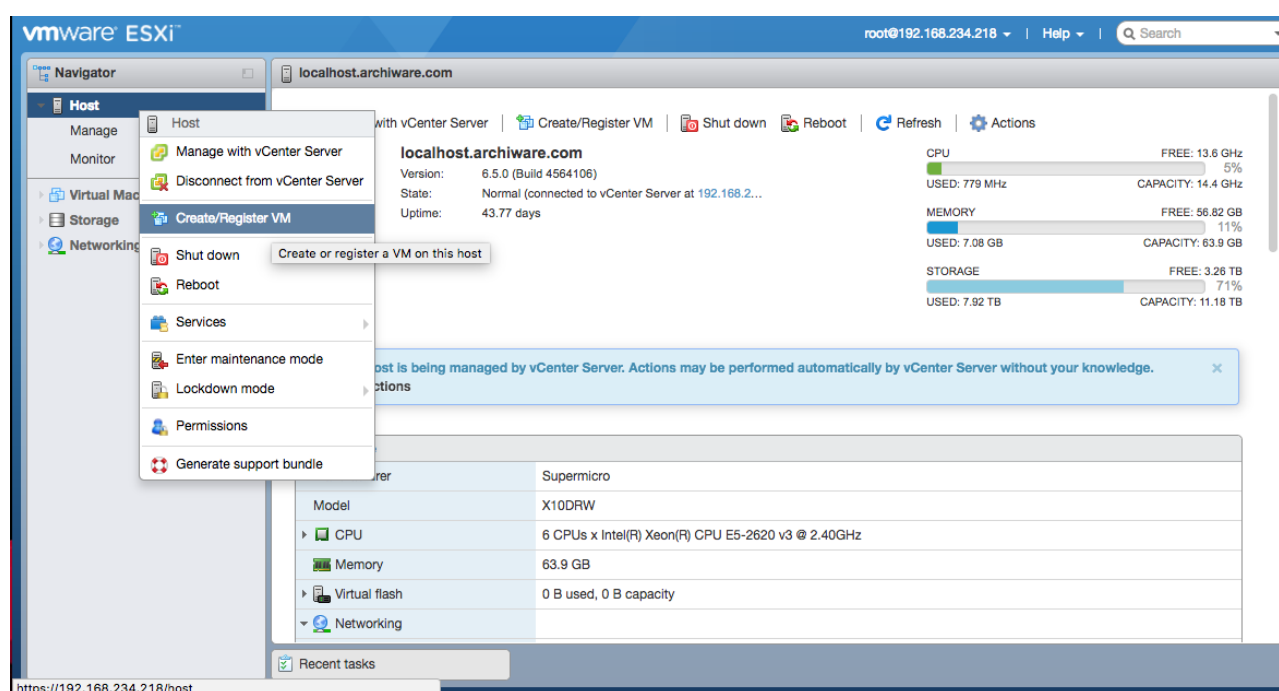 vmware ESXi™
root@192.168.234.218 | Help | Search
Navigator
localhost.archiware.com
Host
Manage
Monitor
Virtual Mac
Storage
Networking
Host
Manage with vCenter Server
Disconnect from vCenter Server
Create/Register VM
Shut down
Reboot
Services
Enter maintenance mode
Lockdown mode
Permissions
Generate support bundle
Create or register a VM on this host
with vCenter Server | Create/Register VM | Shut down Reboot | Refresh | Actions
localhost.archiware.com
Version: 6.5.0 (Build 4564106)
State: Normal (connected to vCenter Server at 192.168.2...
Uptime: 43.77 days
CPU FREE: 13.6 GHz
5%
USED: 779 MHz CAPACITY: 14.4 GHz
MEMORY FREE: 56.82 GB
11%
USED: 7.08 GB CAPACITY: 63.9 GB
STORAGE FREE: 3.26 TB
71%
USED: 7.92 TB CAPACITY: 11.18 TB
ost is being managed by vCenter Server. Actions may be performed automatically by vCenter Server without your knowledge.
ctions
rer Supermicro
Model X10DRW
CPU 6 CPUs x Intel(R) Xeon(R) CPU E5-2620 v3 @ 2.40GHz
Memory 63.9 GB
Virtual flash 0 B used, 0 B capacity
Networking
Recent tasks
https://192.168.234.218/host